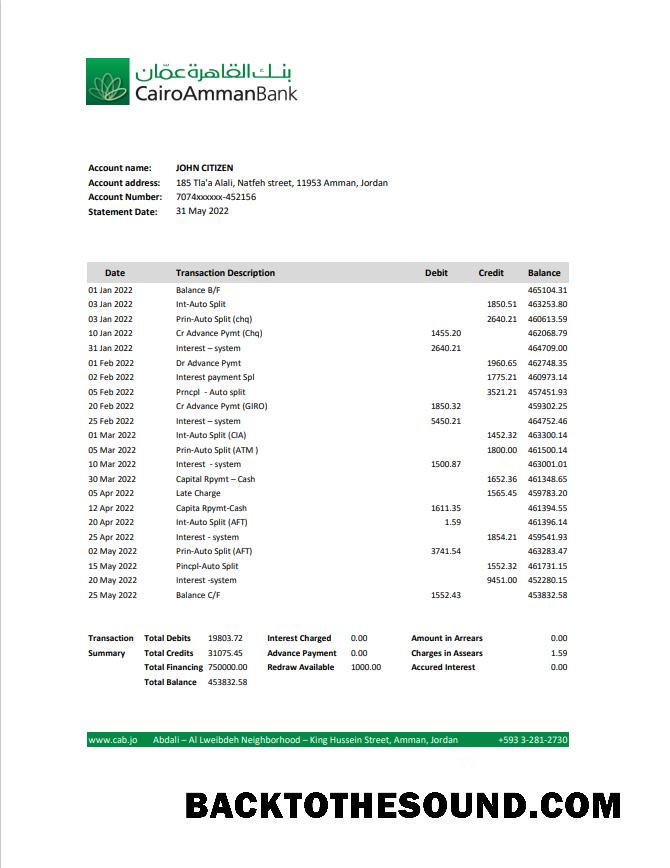 بنك القاهرة عمّان
CairoAmmanBank
Account name: JOHN CITIZEN
Account address: 185 Tla'a Alali, Natfeh street, 11953 Amman, Jordan
Account Number: 7074xxxxxx-452156
Statement Date: 31 May 2022
Date Transaction Description Debit Credit Balance
01 Jan 2022 Balance B/F 465104.31
03 Jan 2022 Int-Auto Split 1850.51 463253.80
03 Jan 2022 Prin-Auto Split (chq) 2640.21 460613.59
10 Jan 2022 Cr Advance Pymt (Chq) 1455.20 462068.79
31 Jan 2022 Interest – system 2640.21 464709.00
01 Feb 2022 Dr Advance Pymt 1960.65 462748.35
02 Feb 2022 Interest payment Spl 1775.21 460973.14
05 Feb 2022 Prncpl - Auto split 3521.21 457451.93
20 Feb 2022 Cr Advance Pymt (GIRO) 1850.32 459302.25
25 Feb 2022 Interest – system 5450.21 464752.46
01 Mar 2022 Int-Auto Split (CIA) 1452.32 463300.14
05 Mar 2022 Prin-Auto Split (ATM ) 1800.00 461500.14
10 Mar 2022 Interest - system 1500.87 463001.01
30 Mar 2022 Capital Rpymt – Cash 1652.36 461348.65
05 Apr 2022 Late Charge 1565.45 459783.20
12 Apr 2022 Capita Rpymt-Cash 1611.35 461394.55
20 Apr 2022 Int-Auto Split (AFT) 1.59 461396.14
25 Apr 2022 Interest - system 1854.21 459541.93
02 May 2022 Prin-Auto Split (AFT) 3741.54 463283.47
15 May 2022 Pincpl-Auto Split 1552.32 461731.15
20 May 2022 Interest -system 9451.00 452280.15
25 May 2022 Balance C/F 1552.43 453832.58
Transaction Total Debits 19803.72 Interest Charged 0.00 Amount in Arrears 0.00
Summary Total Credits 31075.45 Advance Payment 0.00 Charges in Assears 1.59
Total Financing 750000.00 Redraw Available 1000.00 Accured Interest 0.00
Total Balance 453832.58
www.cab.jo Abdali – Al Lweibdeh Neighborhood – King Hussein Street, Amman, Jordan +593 3-281-2730
BACKTOTHESOUND.COM